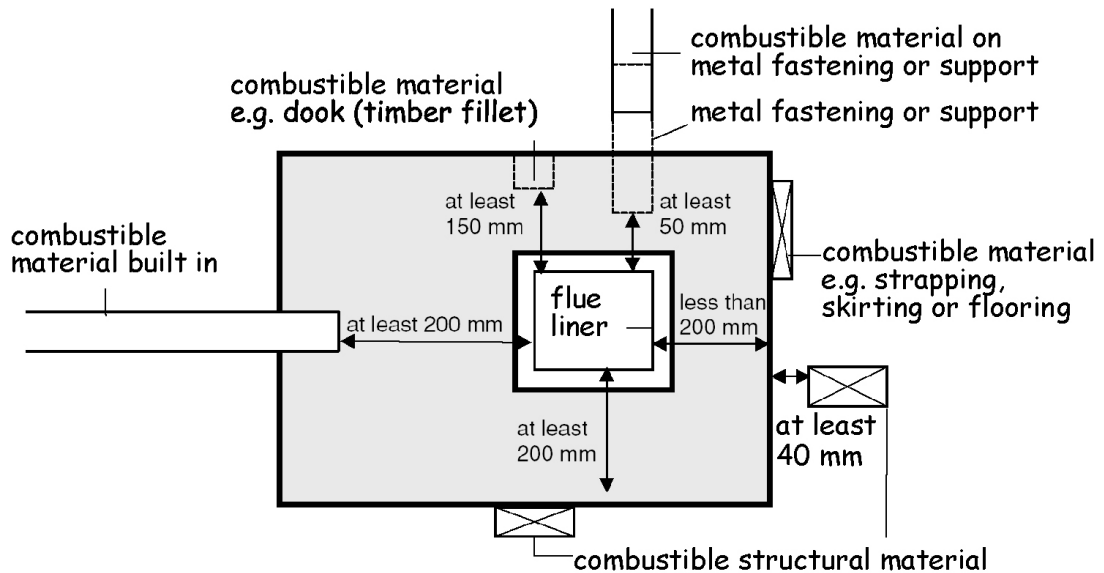 combustible material on
metal fastening or support
combustible material
e.g. dook (timber fillet)
metal fastening or support
at least
150 mm
at least
50 mm
combustible
material built in
combustible material
e.g. strapping,
skirting or flooring
flue
liner
at least 200 mm
less than
200 mm
at least
200 mm
at least
40 mm
combustible structural material